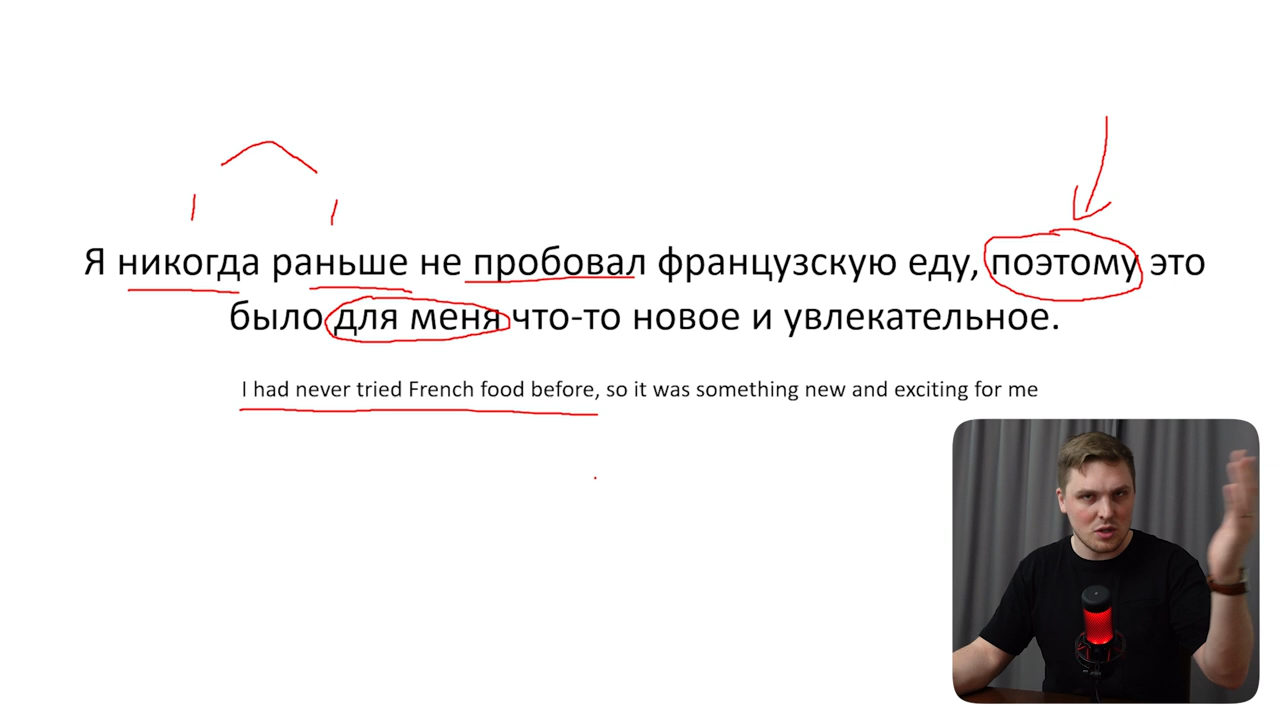 Я никогда раньше не пробовал французскую еду, поэтому это
было для меня что-то новое и увлекательное.
I had never tried French food before, so it was something new and exciting for me